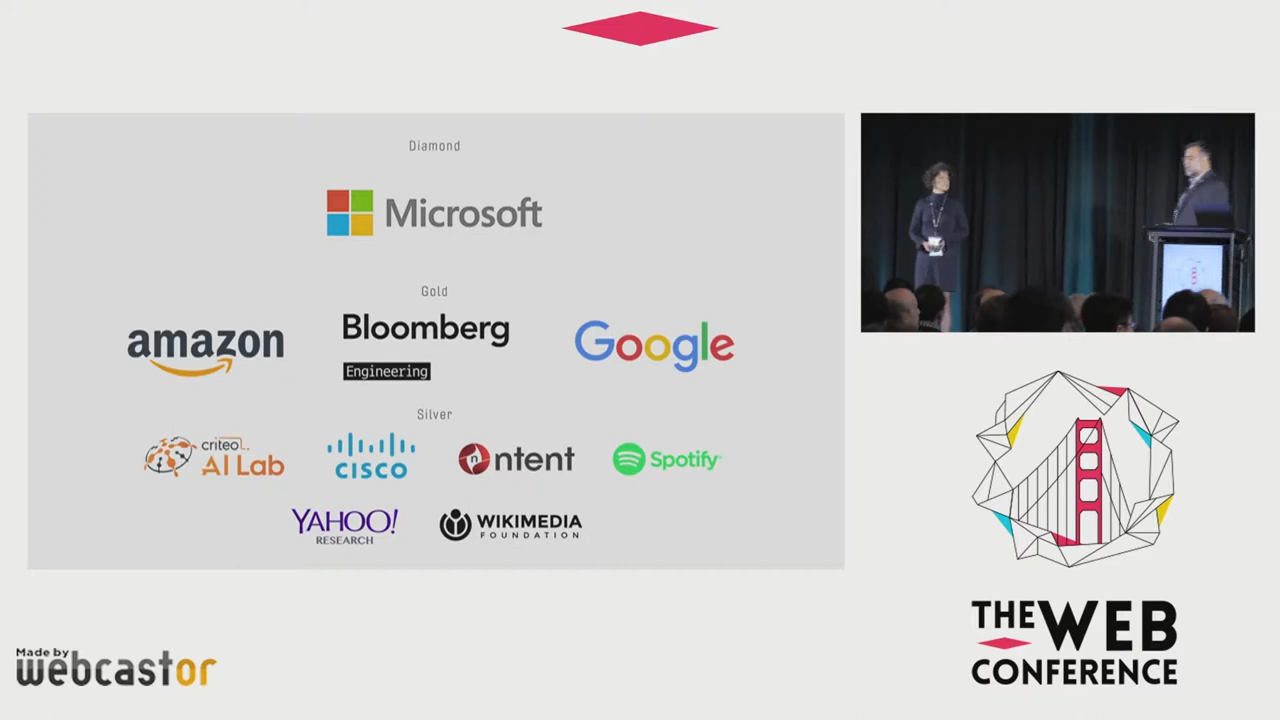 Diamond
Microsoft
Gold
amazon
Bloomberg
Engineering
Google
Silver
criteo
AI Lab
CISCO
ntent
Spotify
YAHOO!
RESEARCH
WIKIMEDIA
FOUNDATION
THE WEB
CONFERENCE
Made by
webcastor